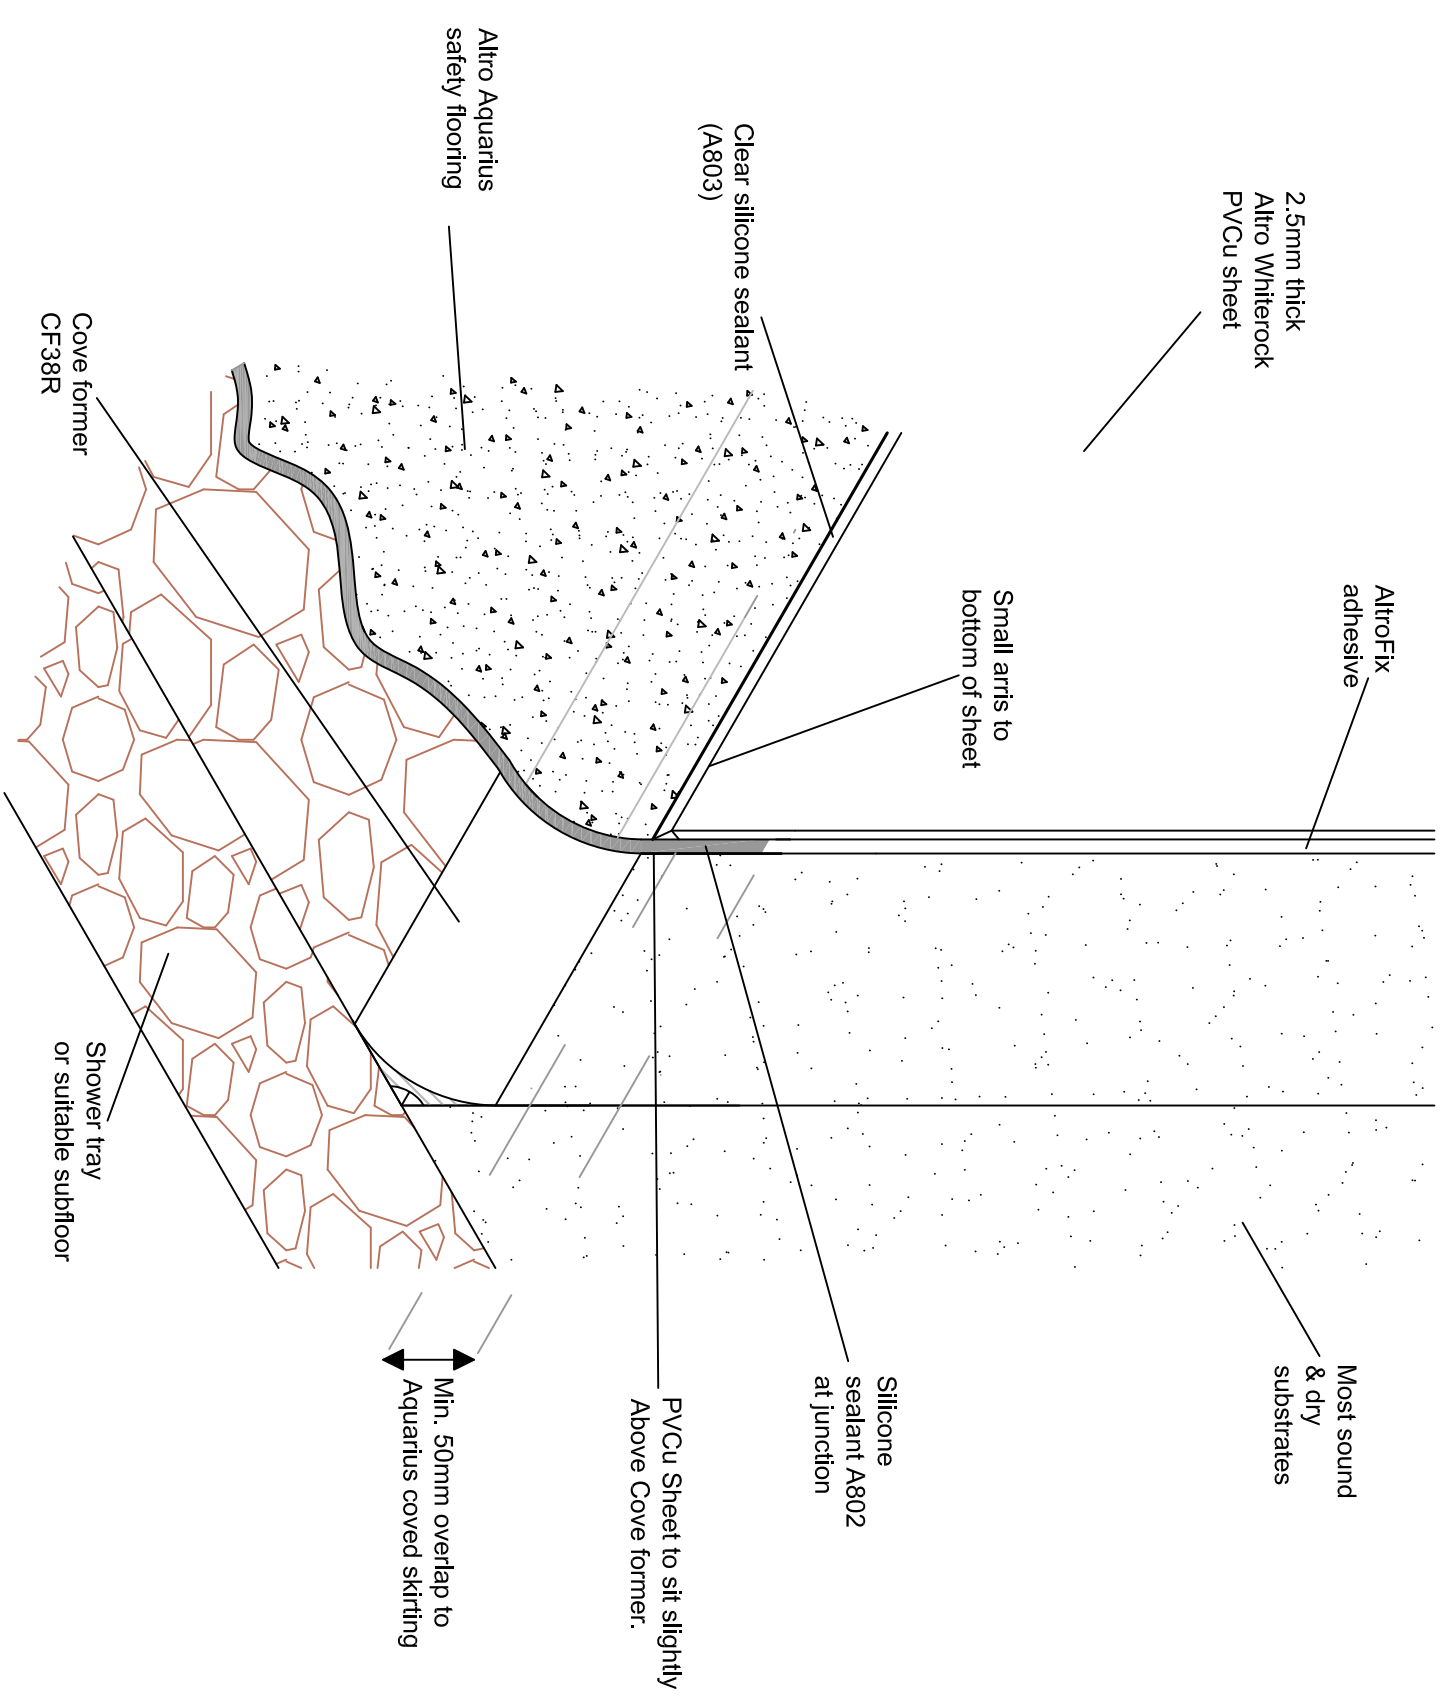 2.5mm thick
Altro Whiterock
PVCu sheet
AltroFix
adhesive
Most sound
& dry
substrates
Small arris to
bottom of sheet
Silicone
sealant A802
at junction
Clear silicone sealant
(A803)
PVCu Sheet to sit slightly
Above Cove former.
Altro Aquarius
safety flooring
Min. 50mm overlap to
Aquarius coved skirting
Cove former
CF38R
Shower tray
or suitable subfloor